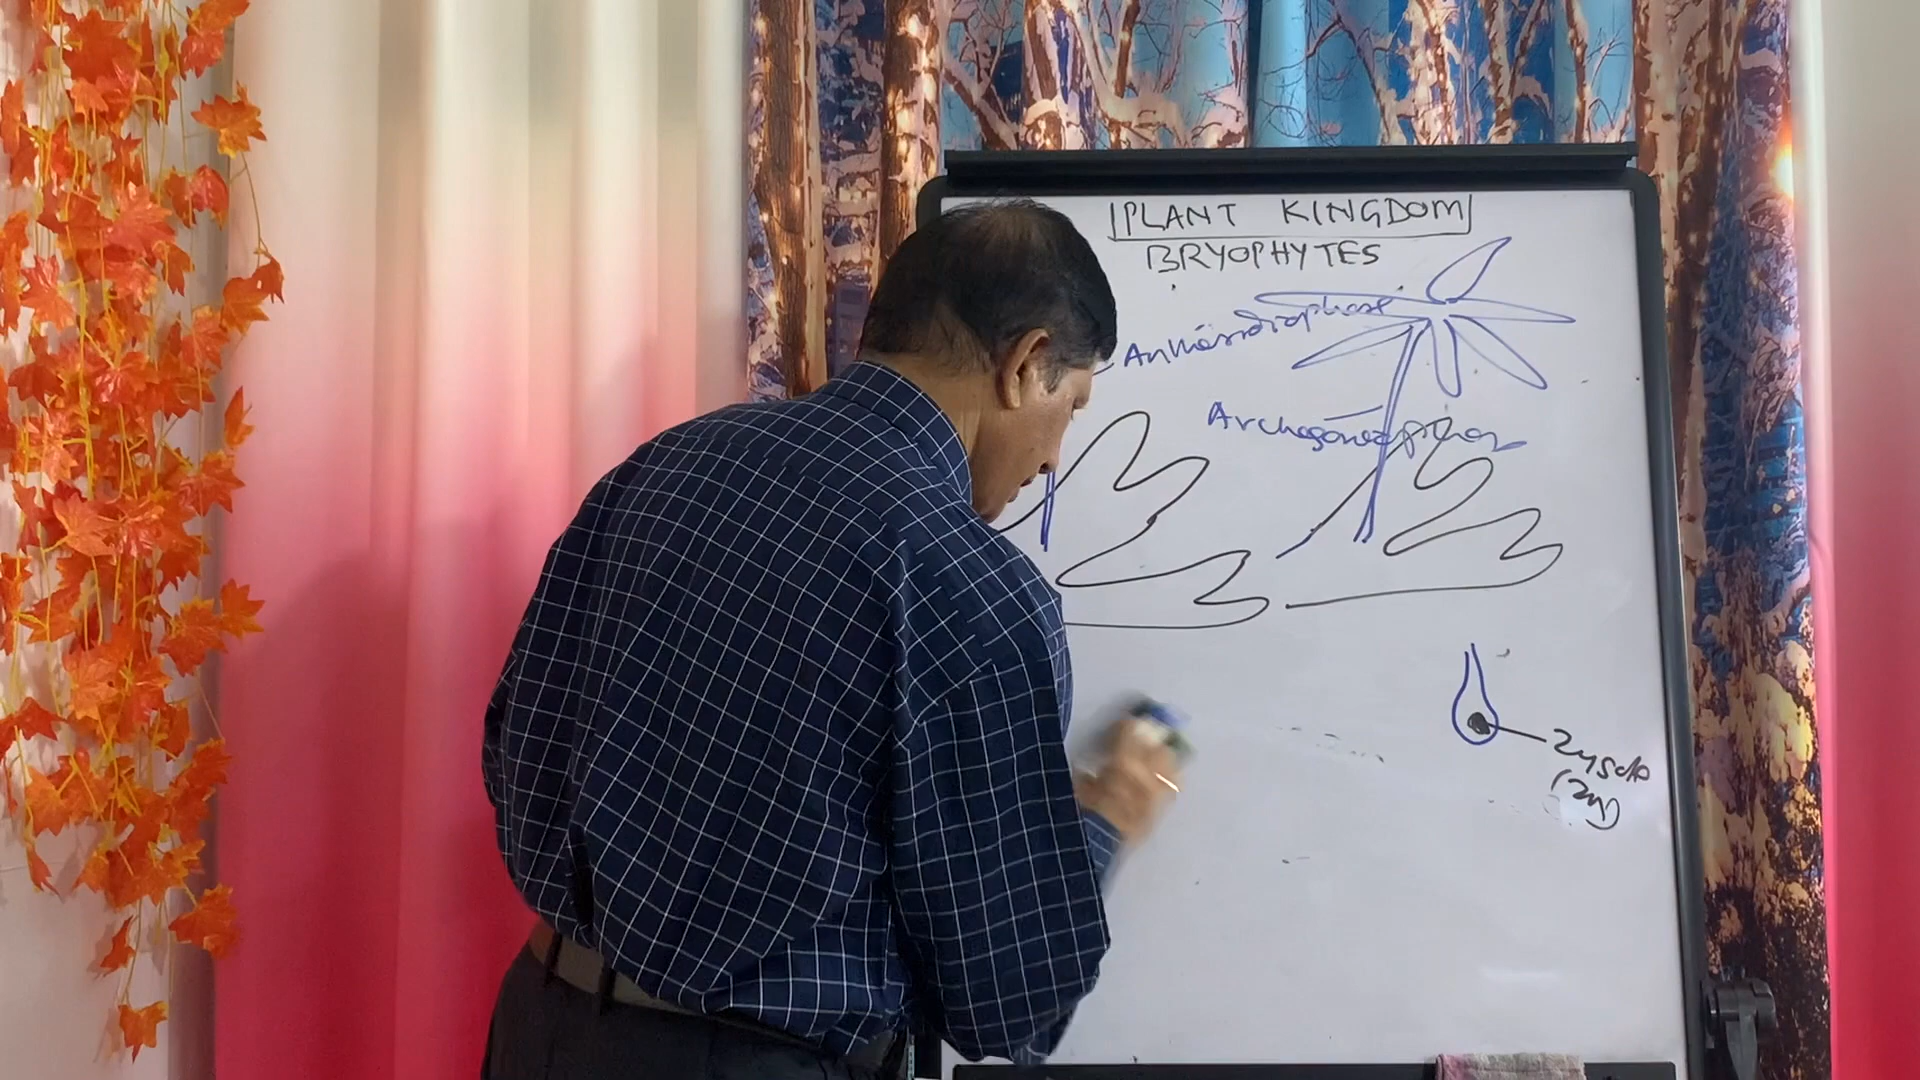 PLANT KINGDOM
BRYOPHYTES
Antheridiophore
Archegoniophore
Zygote
(2n)